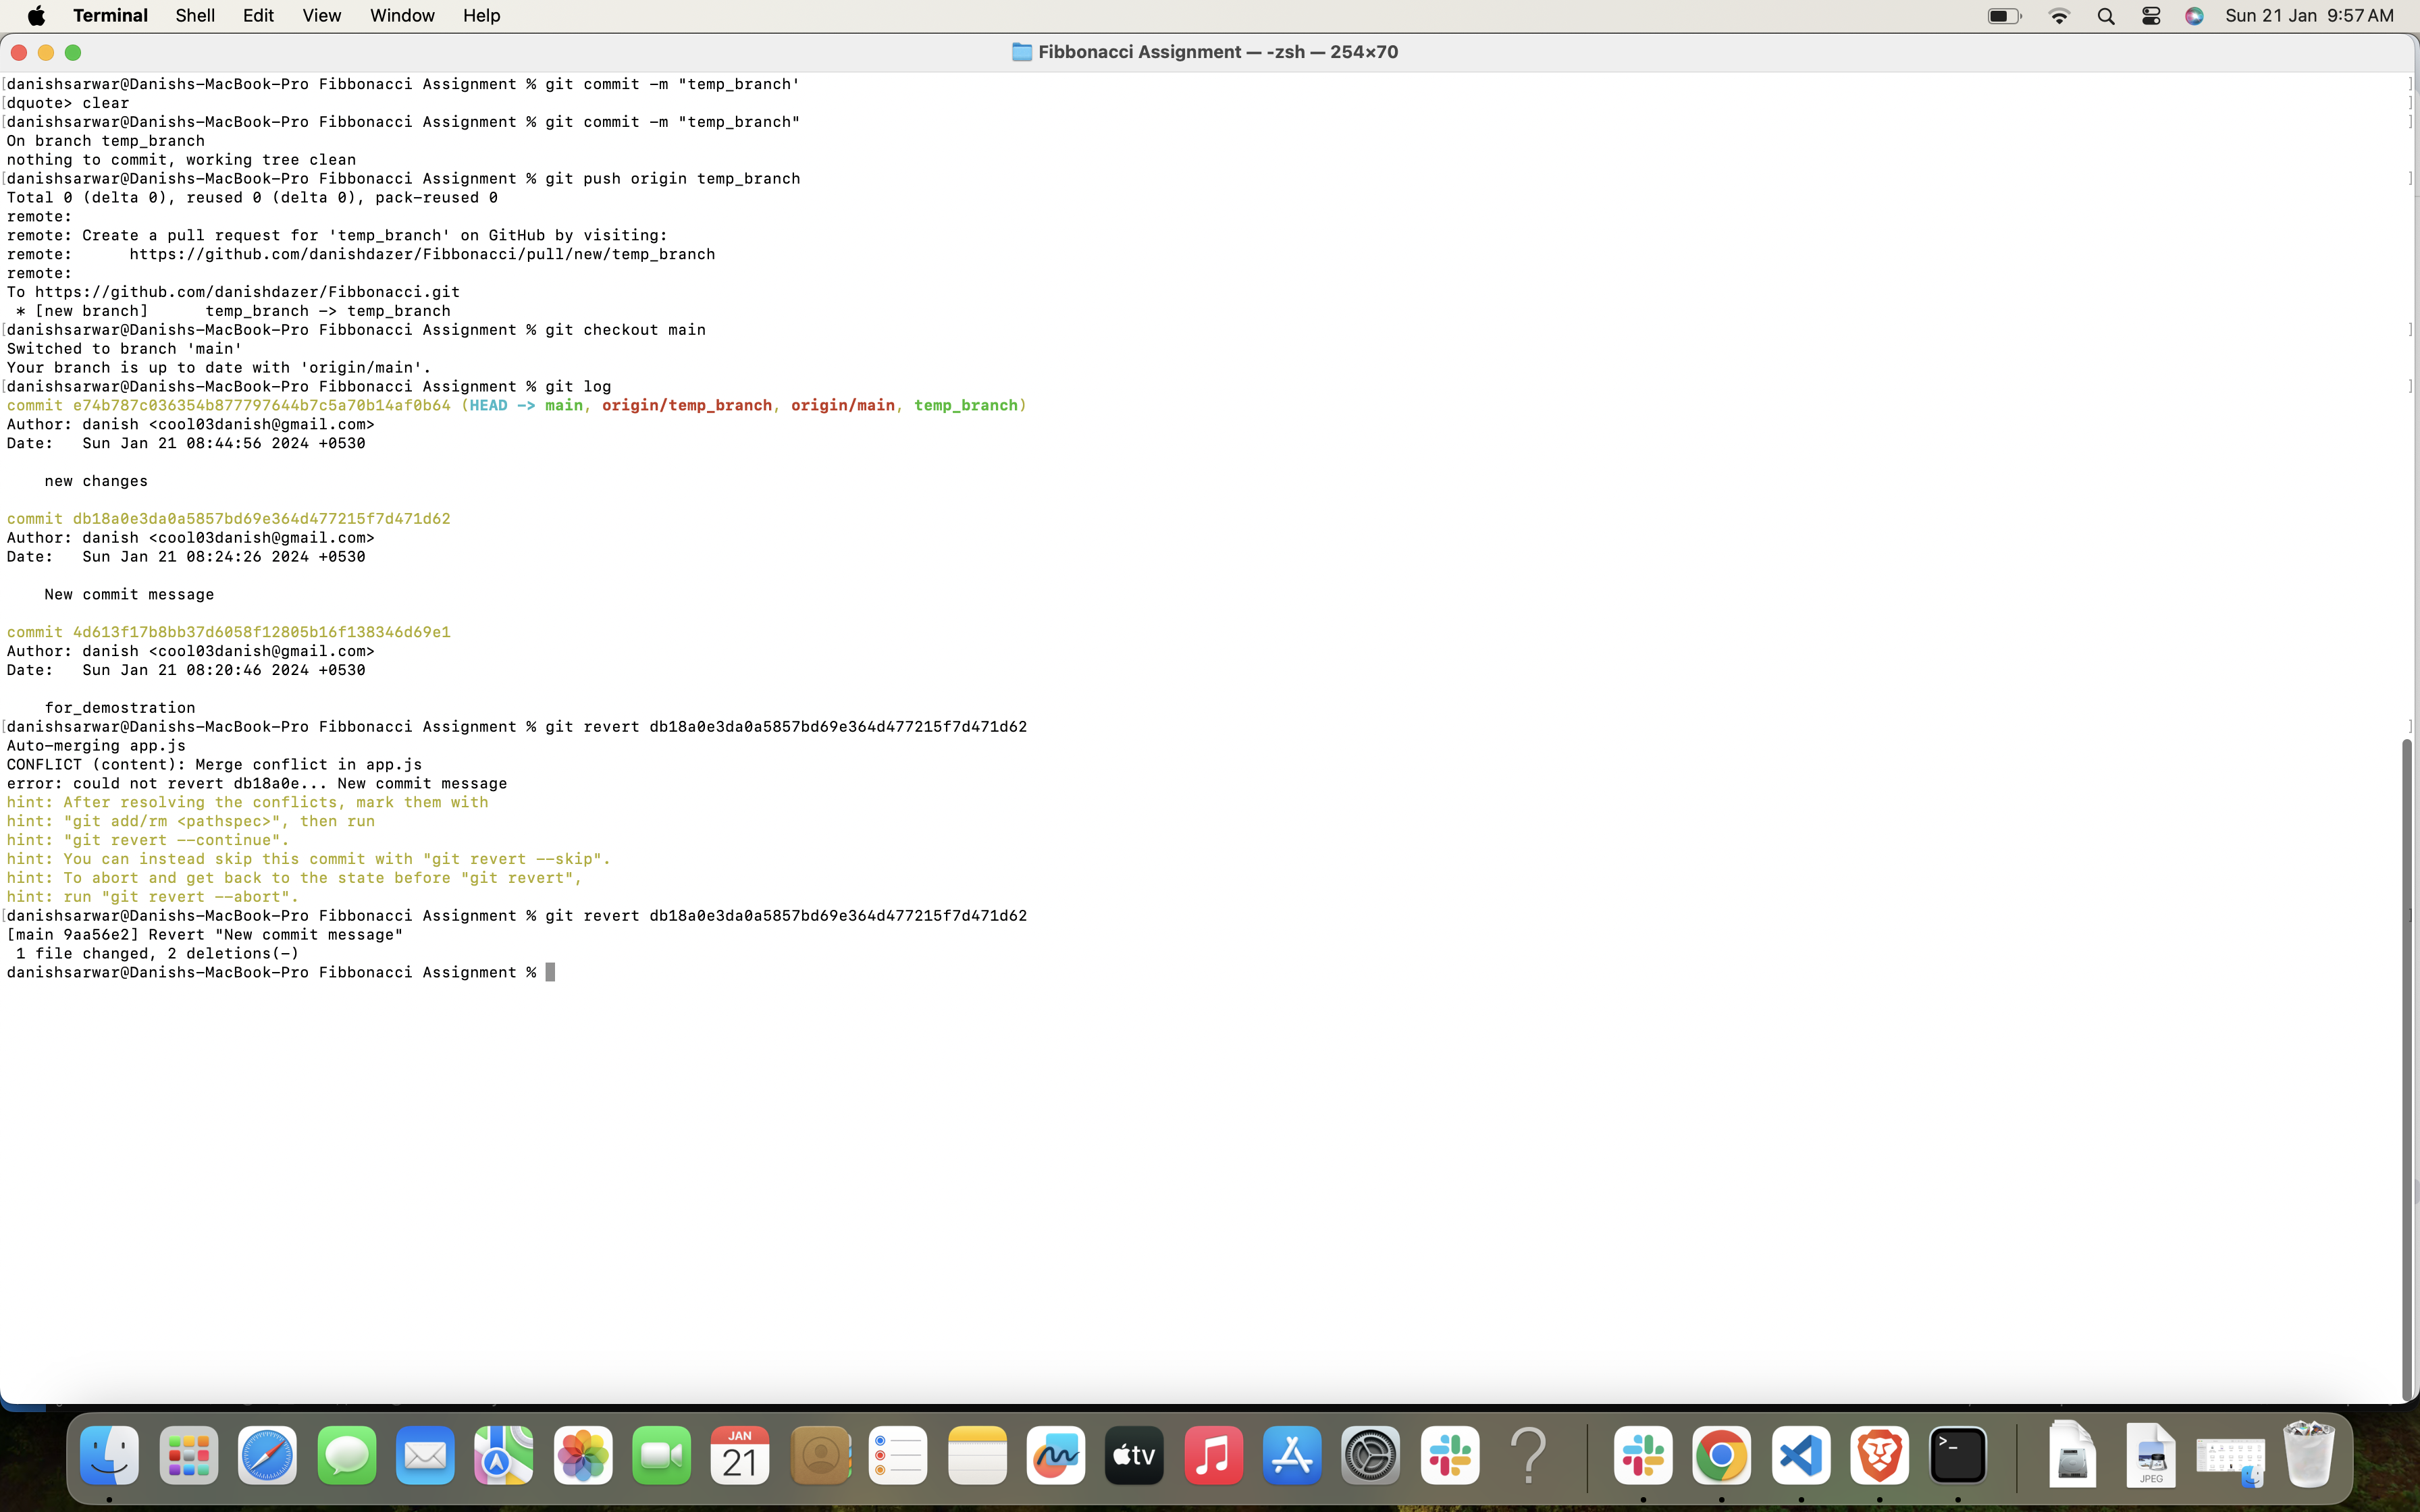 Terminal Shell Edit View Window Help Sun 21 Jan 9:57 AM
Fibbonacci Assignment — -zsh — 254×70
[danishsarwar@Danishs-MacBook-Pro Fibbonacci Assignment % git commit -m "temp_branch' ]
[dquote> clear ]
[danishsarwar@Danishs-MacBook-Pro Fibbonacci Assignment % git commit -m "temp_branch" ]
On branch temp_branch
nothing to commit, working tree clean
[danishsarwar@Danishs-MacBook-Pro Fibbonacci Assignment % git push origin temp_branch ]
Total 0 (delta 0), reused 0 (delta 0), pack-reused 0
remote:
remote: Create a pull request for 'temp_branch' on GitHub by visiting:
remote:      https://github.com/danishdazer/Fibbonacci/pull/new/temp_branch
remote:
To https://github.com/danishdazer/Fibbonacci.git
 * [new branch]      temp_branch -> temp_branch
[danishsarwar@Danishs-MacBook-Pro Fibbonacci Assignment % git checkout main ]
Switched to branch 'main'
Your branch is up to date with 'origin/main'.
[danishsarwar@Danishs-MacBook-Pro Fibbonacci Assignment % git log ]
commit e74b787c036354b877797644b7c5a70b14af0b64 (HEAD -> main, origin/temp_branch, origin/main, temp_branch)
Author: danish <cool03danish@gmail.com>
Date:   Sun Jan 21 08:44:56 2024 +0530
    new changes
commit db18a0e3da0a5857bd69e364d477215f7d471d62
Author: danish <cool03danish@gmail.com>
Date:   Sun Jan 21 08:24:26 2024 +0530
    New commit message
commit 4d613f17b8bb37d6058f12805b16f138346d69e1
Author: danish <cool03danish@gmail.com>
Date:   Sun Jan 21 08:20:46 2024 +0530
    for_demostration
[danishsarwar@Danishs-MacBook-Pro Fibbonacci Assignment % git revert db18a0e3da0a5857bd69e364d477215f7d471d62 ]
Auto-merging app.js
CONFLICT (content): Merge conflict in app.js
error: could not revert db18a0e... New commit message
hint: After resolving the conflicts, mark them with
hint: "git add/rm <pathspec>", then run
hint: "git revert --continue".
hint: You can instead skip this commit with "git revert --skip".
hint: To abort and get back to the state before "git revert",
hint: run "git revert --abort".
[danishsarwar@Danishs-MacBook-Pro Fibbonacci Assignment % git revert db18a0e3da0a5857bd69e364d477215f7d471d62 ]
[main 9aa56e2] Revert "New commit message"
 1 file changed, 2 deletions(-)
danishsarwar@Danishs-MacBook-Pro Fibbonacci Assignment %
JAN
21
tv
>_
JPEG